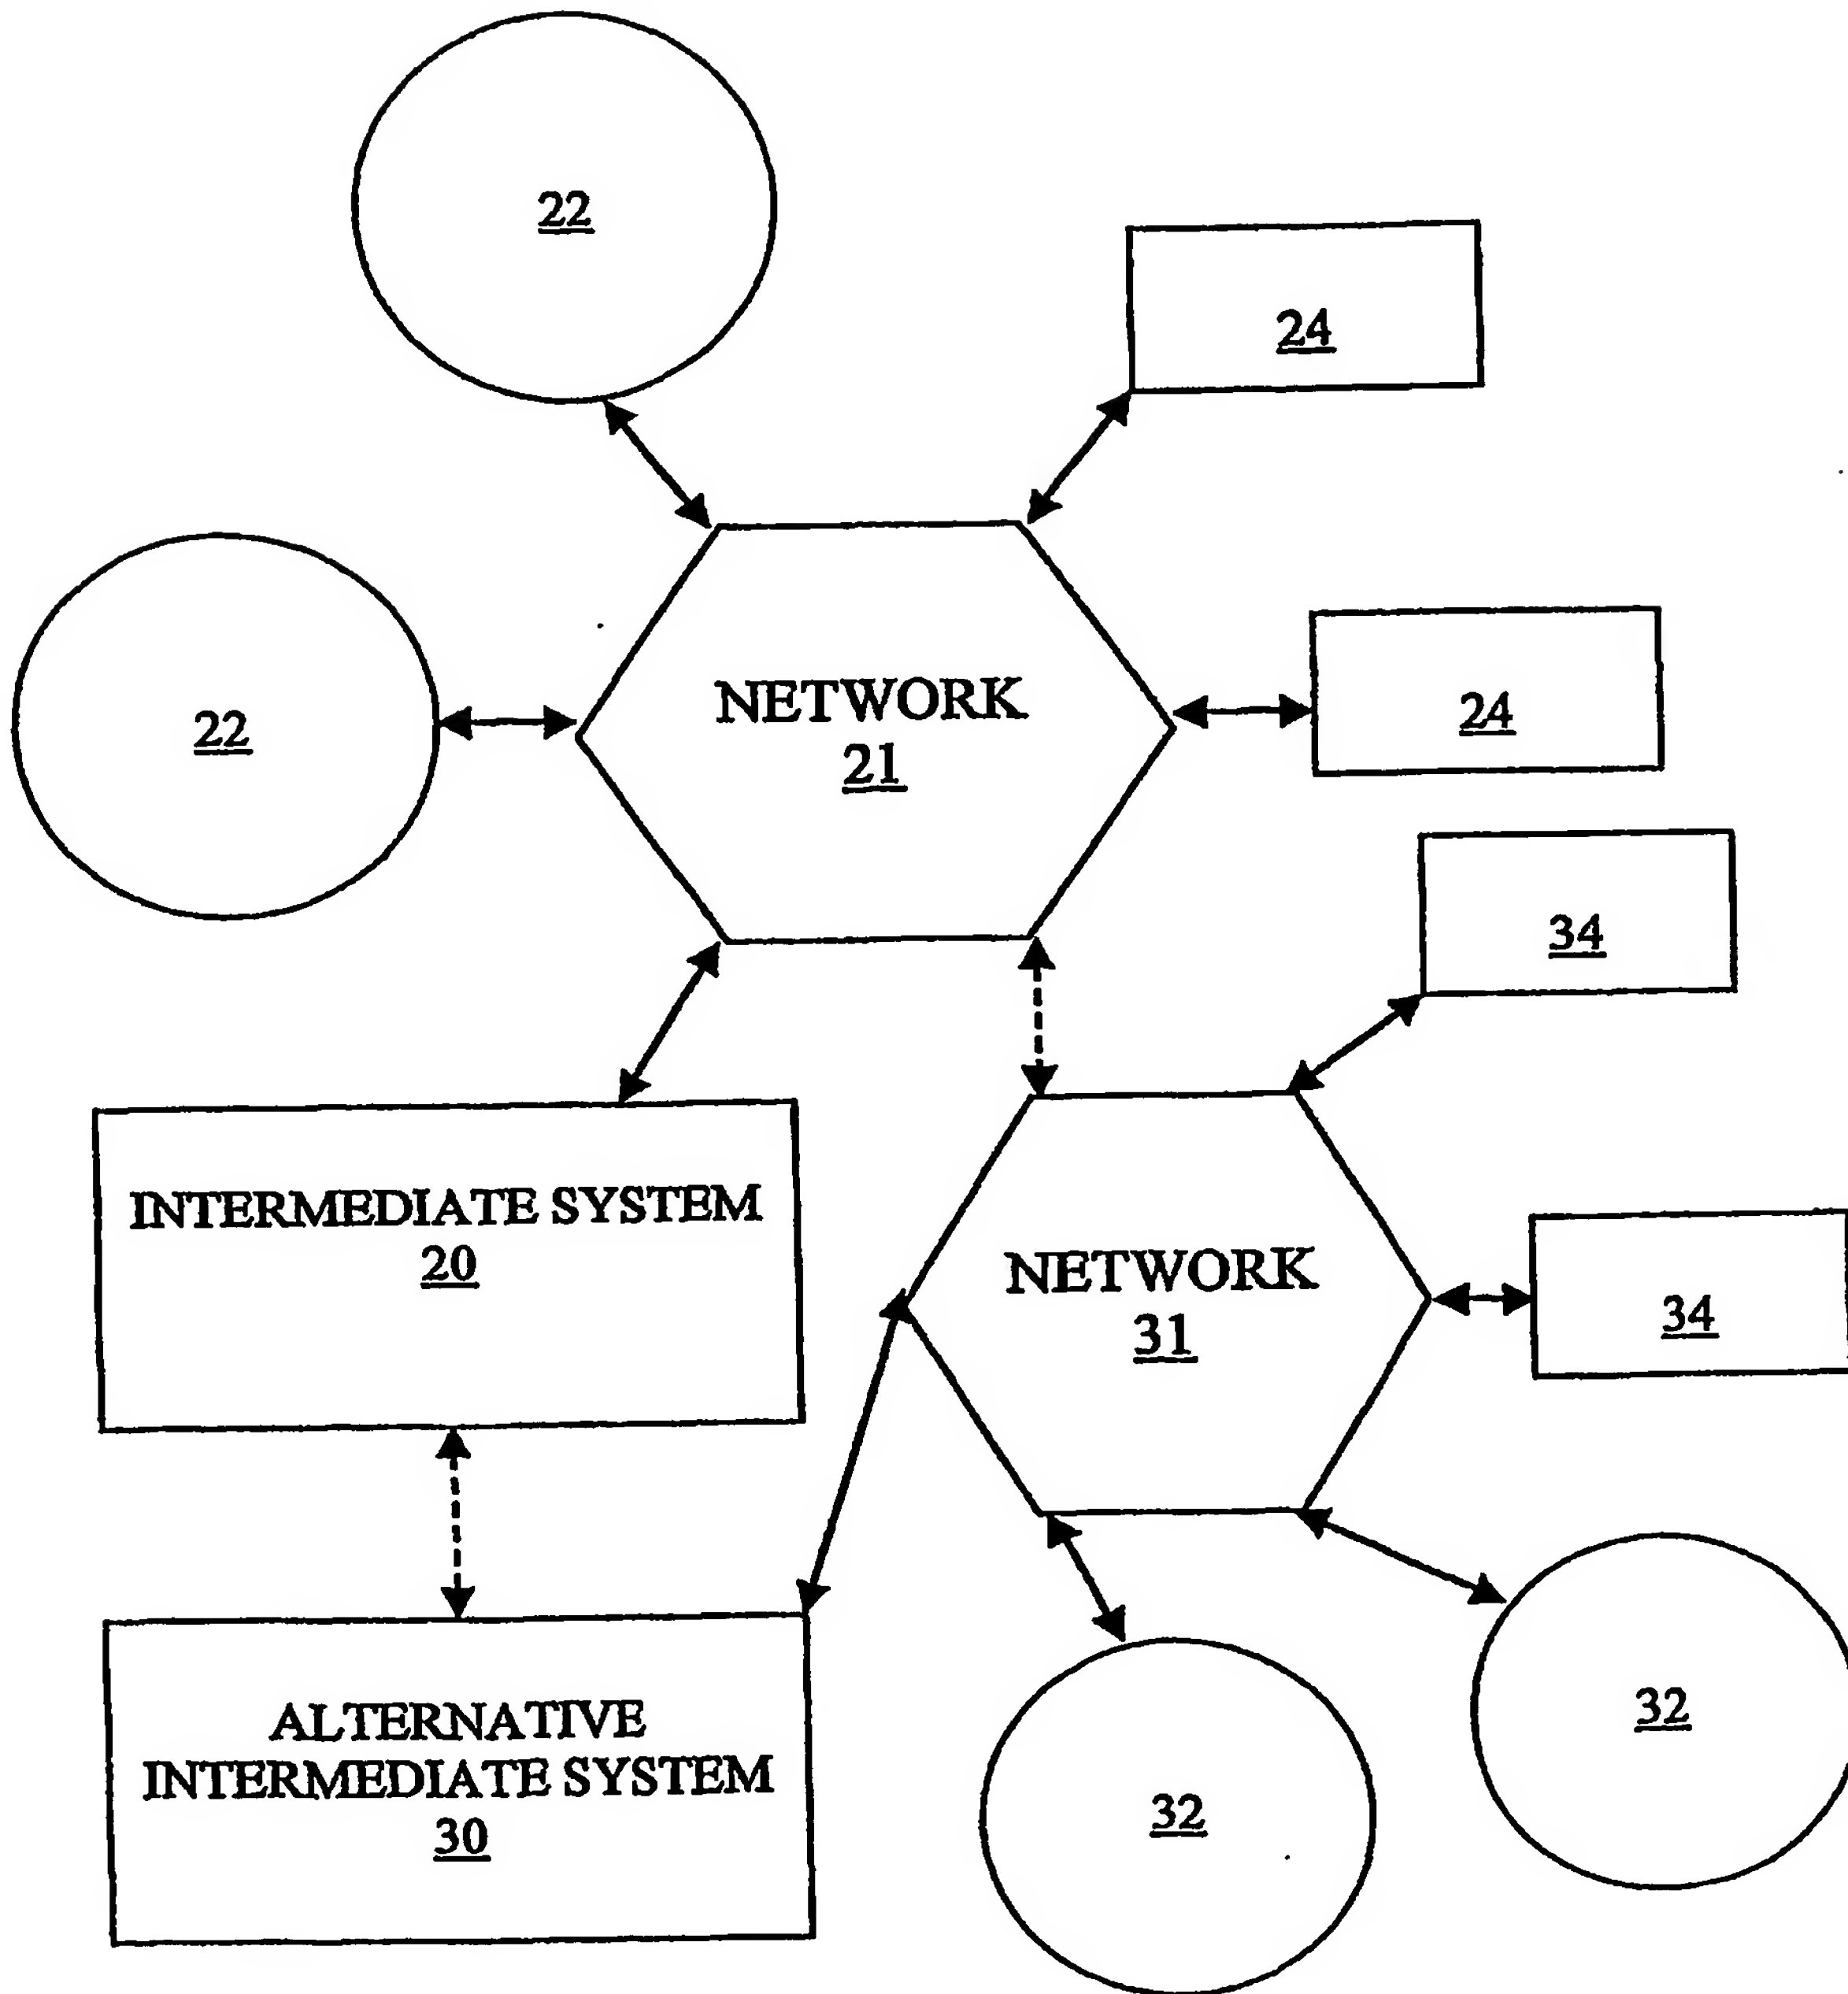 22
24
22
NETWORK
21
24
34
INTERMEDIATE SYSTEM
20
NETWORK
31
34
ALTERNATIVE
INTERMEDIATE SYSTEM
30
32
32